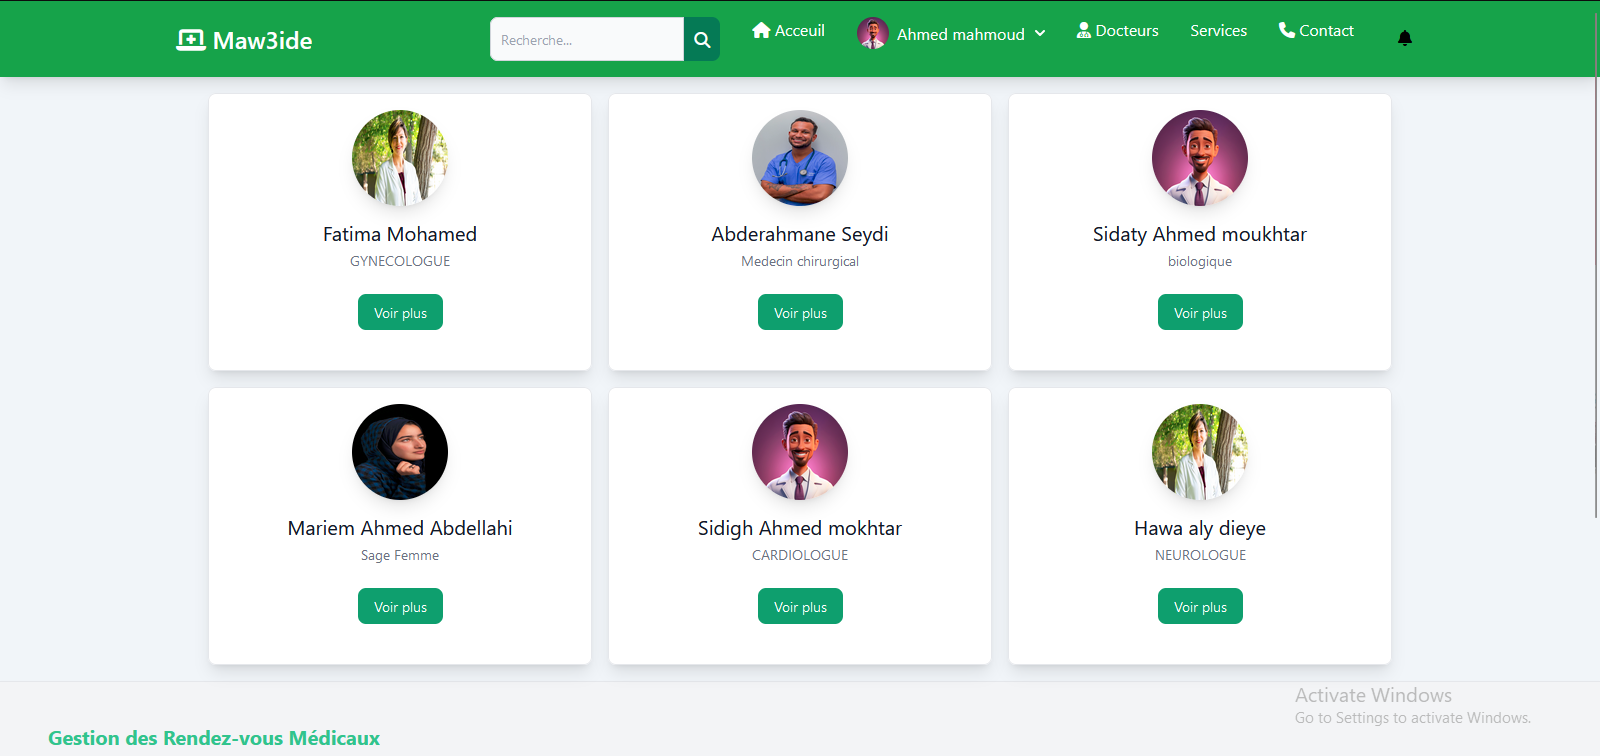 Maw3ide
Recherche...
Acceuil
Ahmed mahmoud
Docteurs
Services
Contact
Fatima Mohamed
GYNECOLOGUE
Voir plus
Abderahmane Seydi
Medecin chirurgical
Voir plus
Sidaty Ahmed moukhtar
biologique
Voir plus
Mariem Ahmed Abdellahi
Sage Femme
Voir plus
Sidigh Ahmed mokhtar
CARDIOLOGUE
Voir plus
Hawa aly dieye
NEUROLOGUE
Voir plus
Activate Windows
Go to Settings to activate Windows.
Gestion des Rendez-vous Médicaux